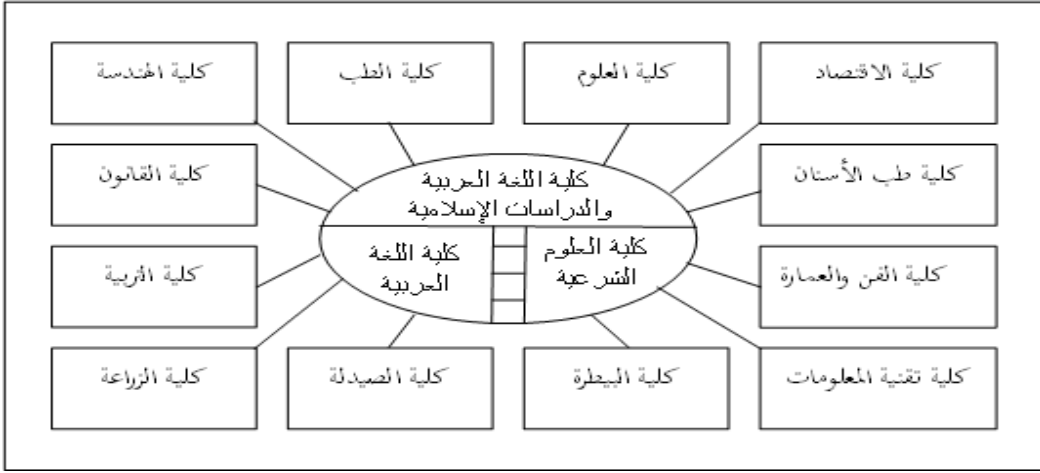 كلية الاقتصاد
كلية العلوم
كلية الطب
كلية الهندسة
كلية طب الأسنان
كلية اللغة العربية
والدراسات الإسلامية
كلية القانون
كلية العلوم
الشرعية
كلية اللغة
العربية
كلية الفن والعمارة
كلية التربية
كلية تقنية المعلومات
كلية البيطرة
كلية الصيدلة
كلية الزراعة